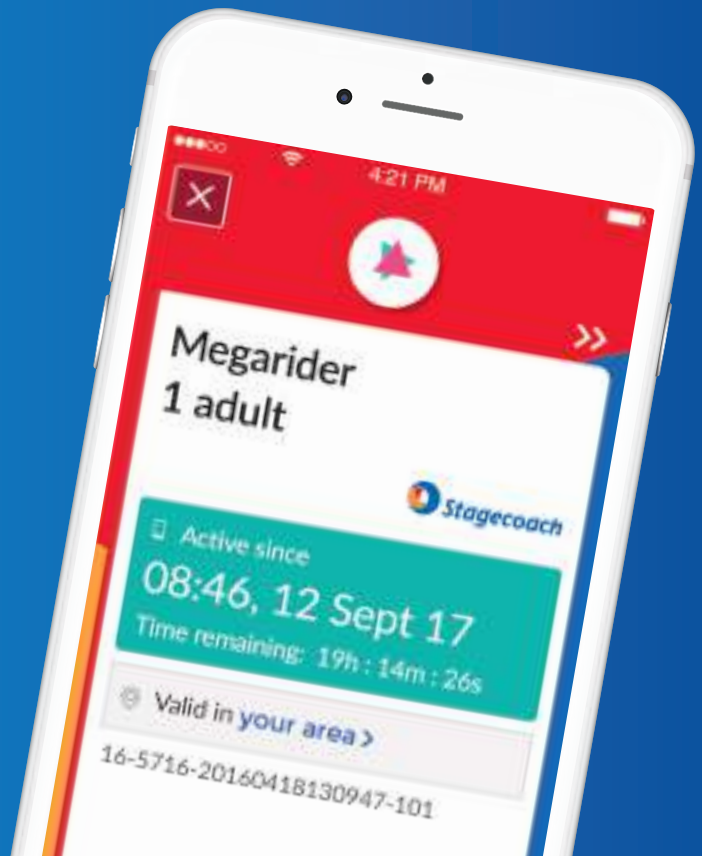 4:21 PM
Megarider
1 adult
Stagecoach
Active since
08:46, 12 Sept 17
Time remaining: 19h : 14m : 26s
Valid in your area
16-5716-20160418130947-101